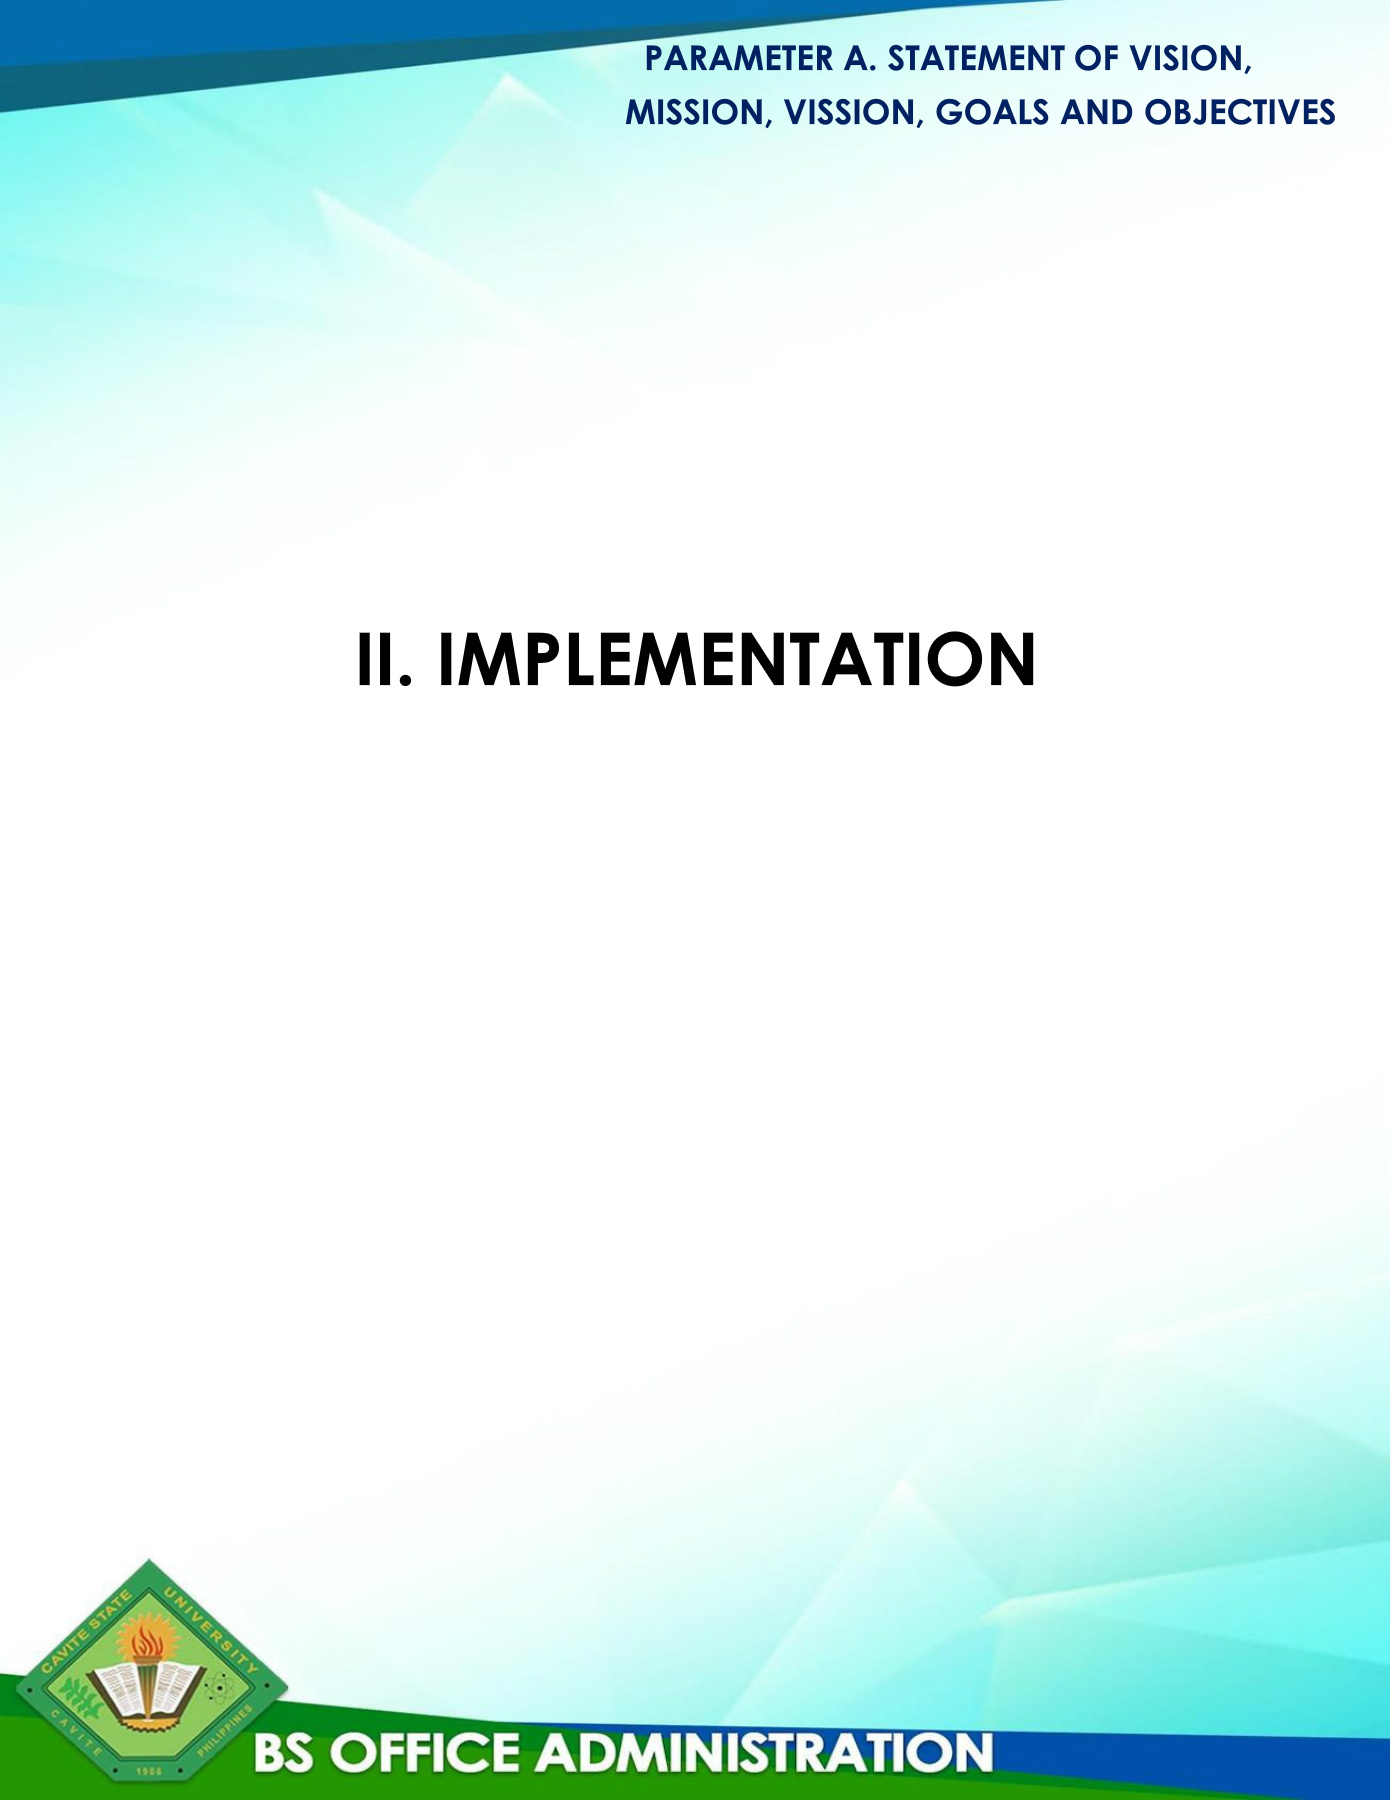 PARAMETER A. STATEMENT OF VISION,
MISSION, VISSION, GOALS AND OBJECTIVES
II. IMPLEMENTATION
CAVITE STATE UNIVERSITY
CAVITE PHILIPPINES
1906
BS OFFICE ADMINISTRATION